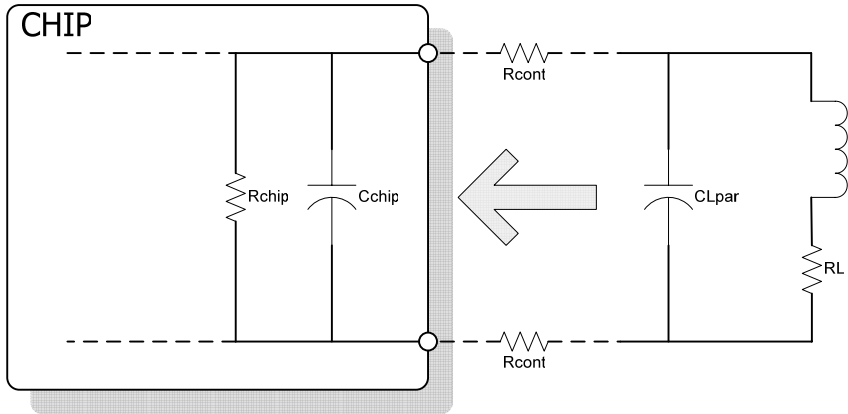 CHIP
Rcont
Rchip
Cchip
CLpar
RL
Rcont